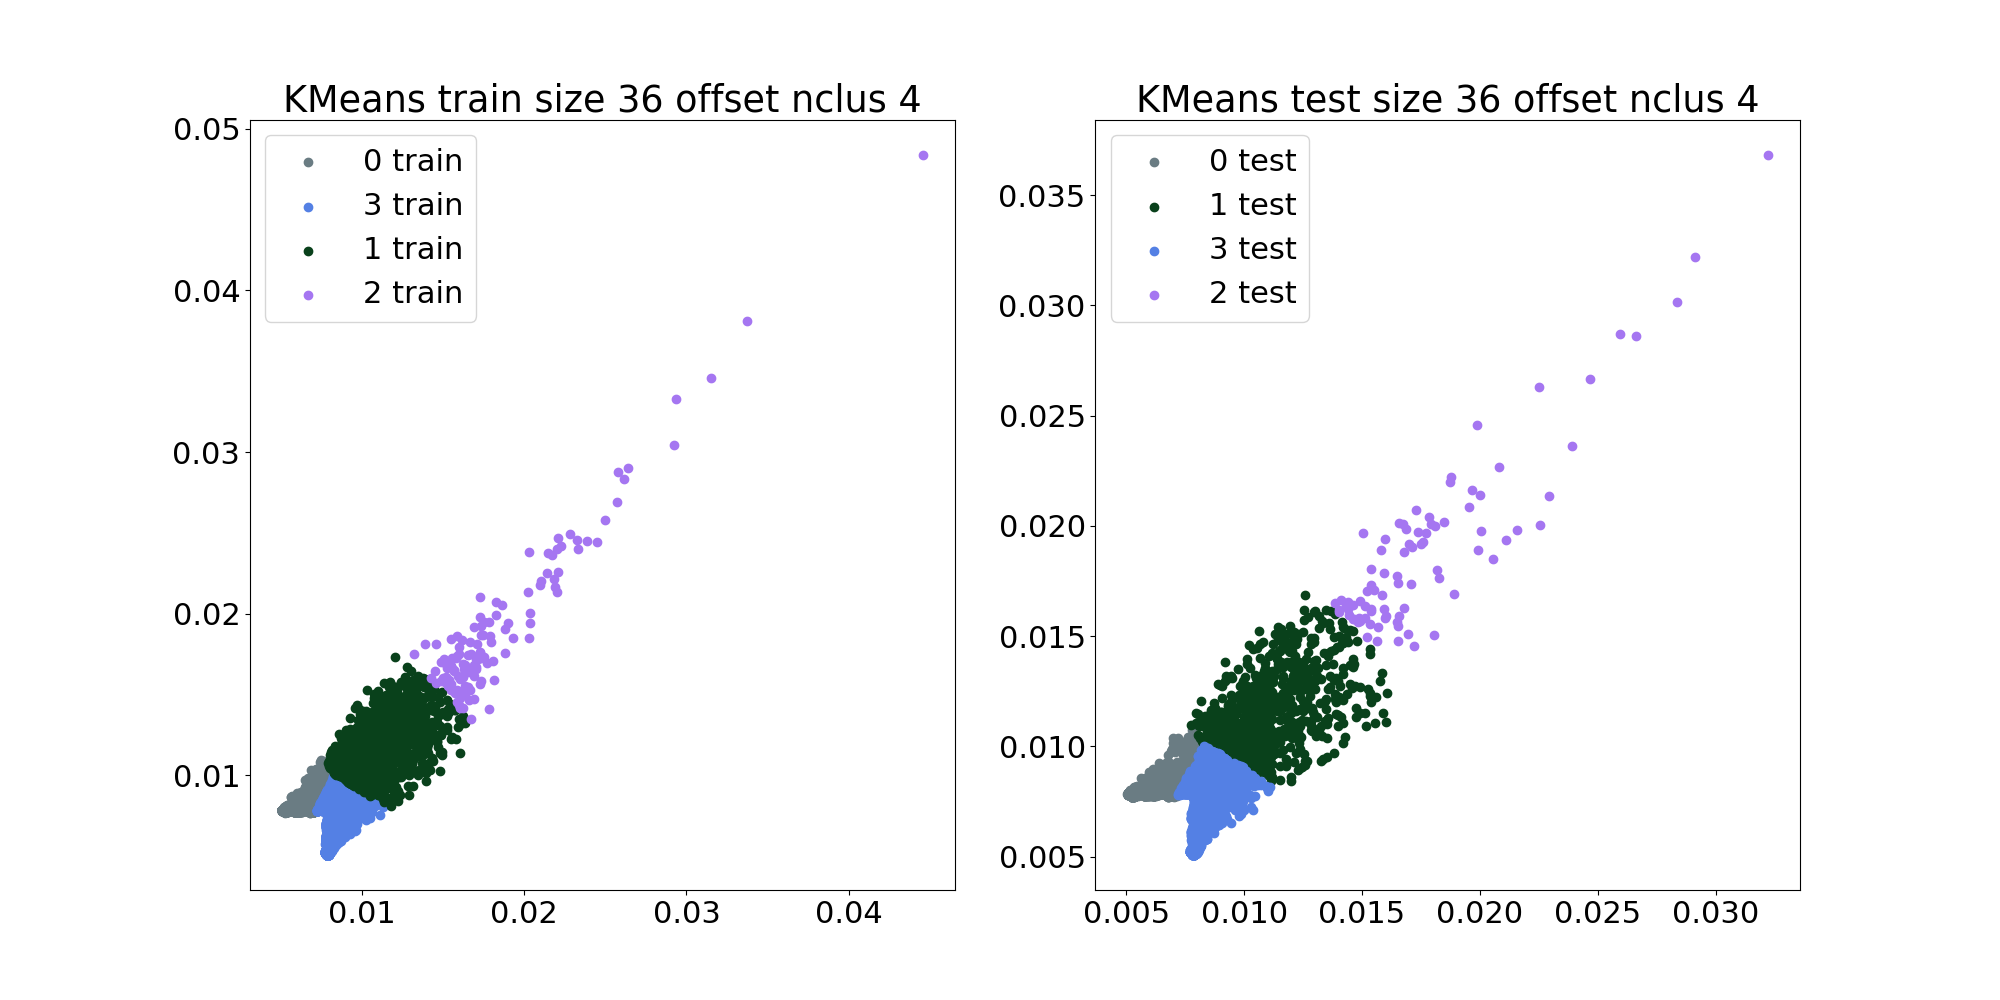 KMeans train size 36 offset nclus 4
0.05
0.04
0.03
0.02
0.01
0 train
3 train
1 train
2 train
0.01 0.02 0.03 0.04
KMeans test size 36 offset nclus 4
0.035
0.030
0.025
0.020
0.015
0.010
0.005
0 test
1 test
3 test
2 test
0.005 0.010 0.015 0.020 0.025 0.030